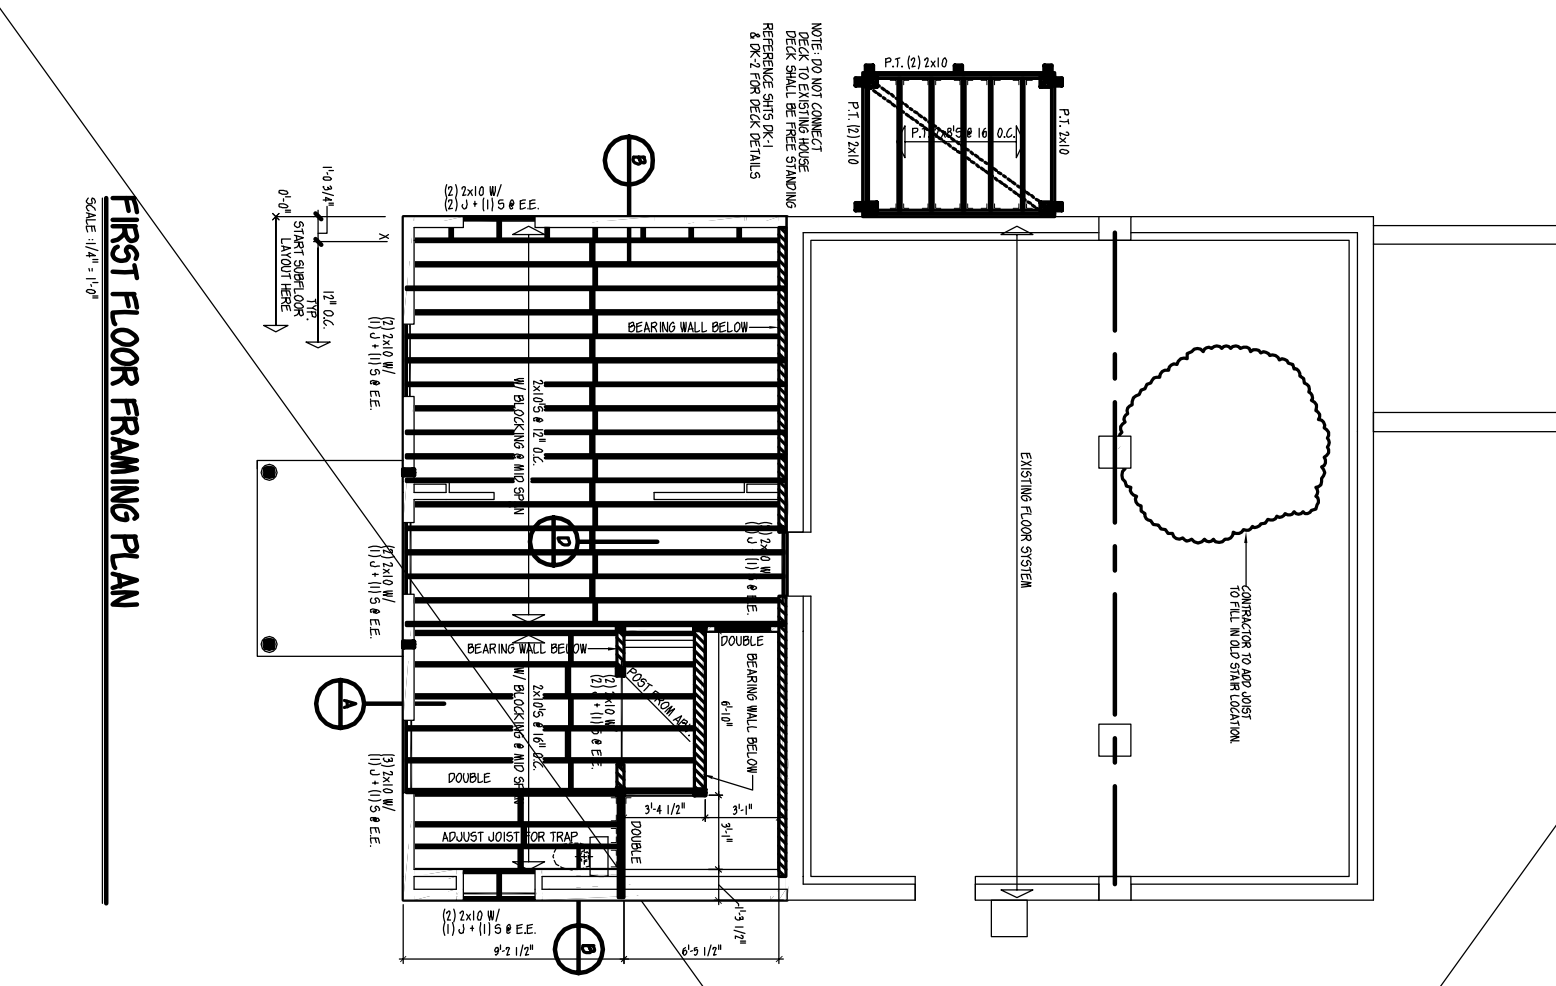 FIRST FLOOR FRAMING PLAN
SCALE : 1/4" = 1'-0"
NOTE: DO NOT CONNECT
DECK TO EXISTING HOUSE
DECK SHALL BE FREE STANDING
REFERENCE SHTS DK-1
& DK-2 FOR DECK DETAILS
P.T. (2) 2x10
P.T. (2) 2x10
P.T. 2x10
P.T. 2x8'S @ 16" O.C.
B
(2) 2x10 W/
(2) J + (1) S @ E.E.
1'-0 3/4"
0'-0"
X
START SUBFLOOR
LAYOUT HERE
12" O.C.
TYP.
(2) 2x10 W/
(1) J + (1) S @ E.E.
BEARING WALL BELOW
2x10'S @ 12" O.C.
W/ BLOCKING @ MID SPAN
EXISTING FLOOR SYSTEM
CONTRACTOR TO ADD JOIST
TO FILL IN OLD STAIR LOCATION.
D
2x10 W/
(1) S @ E.E.
(2) 2x10 W/
(1) J + (1) S @ E.E.
BEARING WALL BELOW
DOUBLE
BEARING WALL BELOW
POST FROM
(2) 2x10 W/
(2) J + (1) S @ E.E.
6'-10"
A
2x10'S @ 16" O.C.
W/ BLOCKING @ MID SPAN
DOUBLE
(3) 2x10 W/
(1) J + (1) S @ E.E.
3'-4 1/2"
3'-1"
3'-1"
DOUBLE
ADJUST JOIST FOR TRAP
1'-3 1/2"
(2) 2x10 W/
(1) J + (1) S @ E.E.
B
9'-2 1/2"
6'-5 1/2"